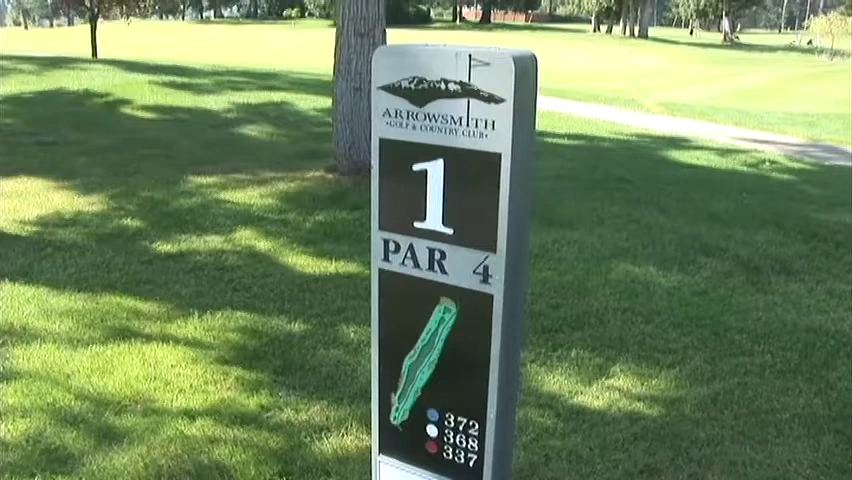 ARROWSMITH
•GOLF & COUNTRY CLUB•
1
PAR 4
372
368
337